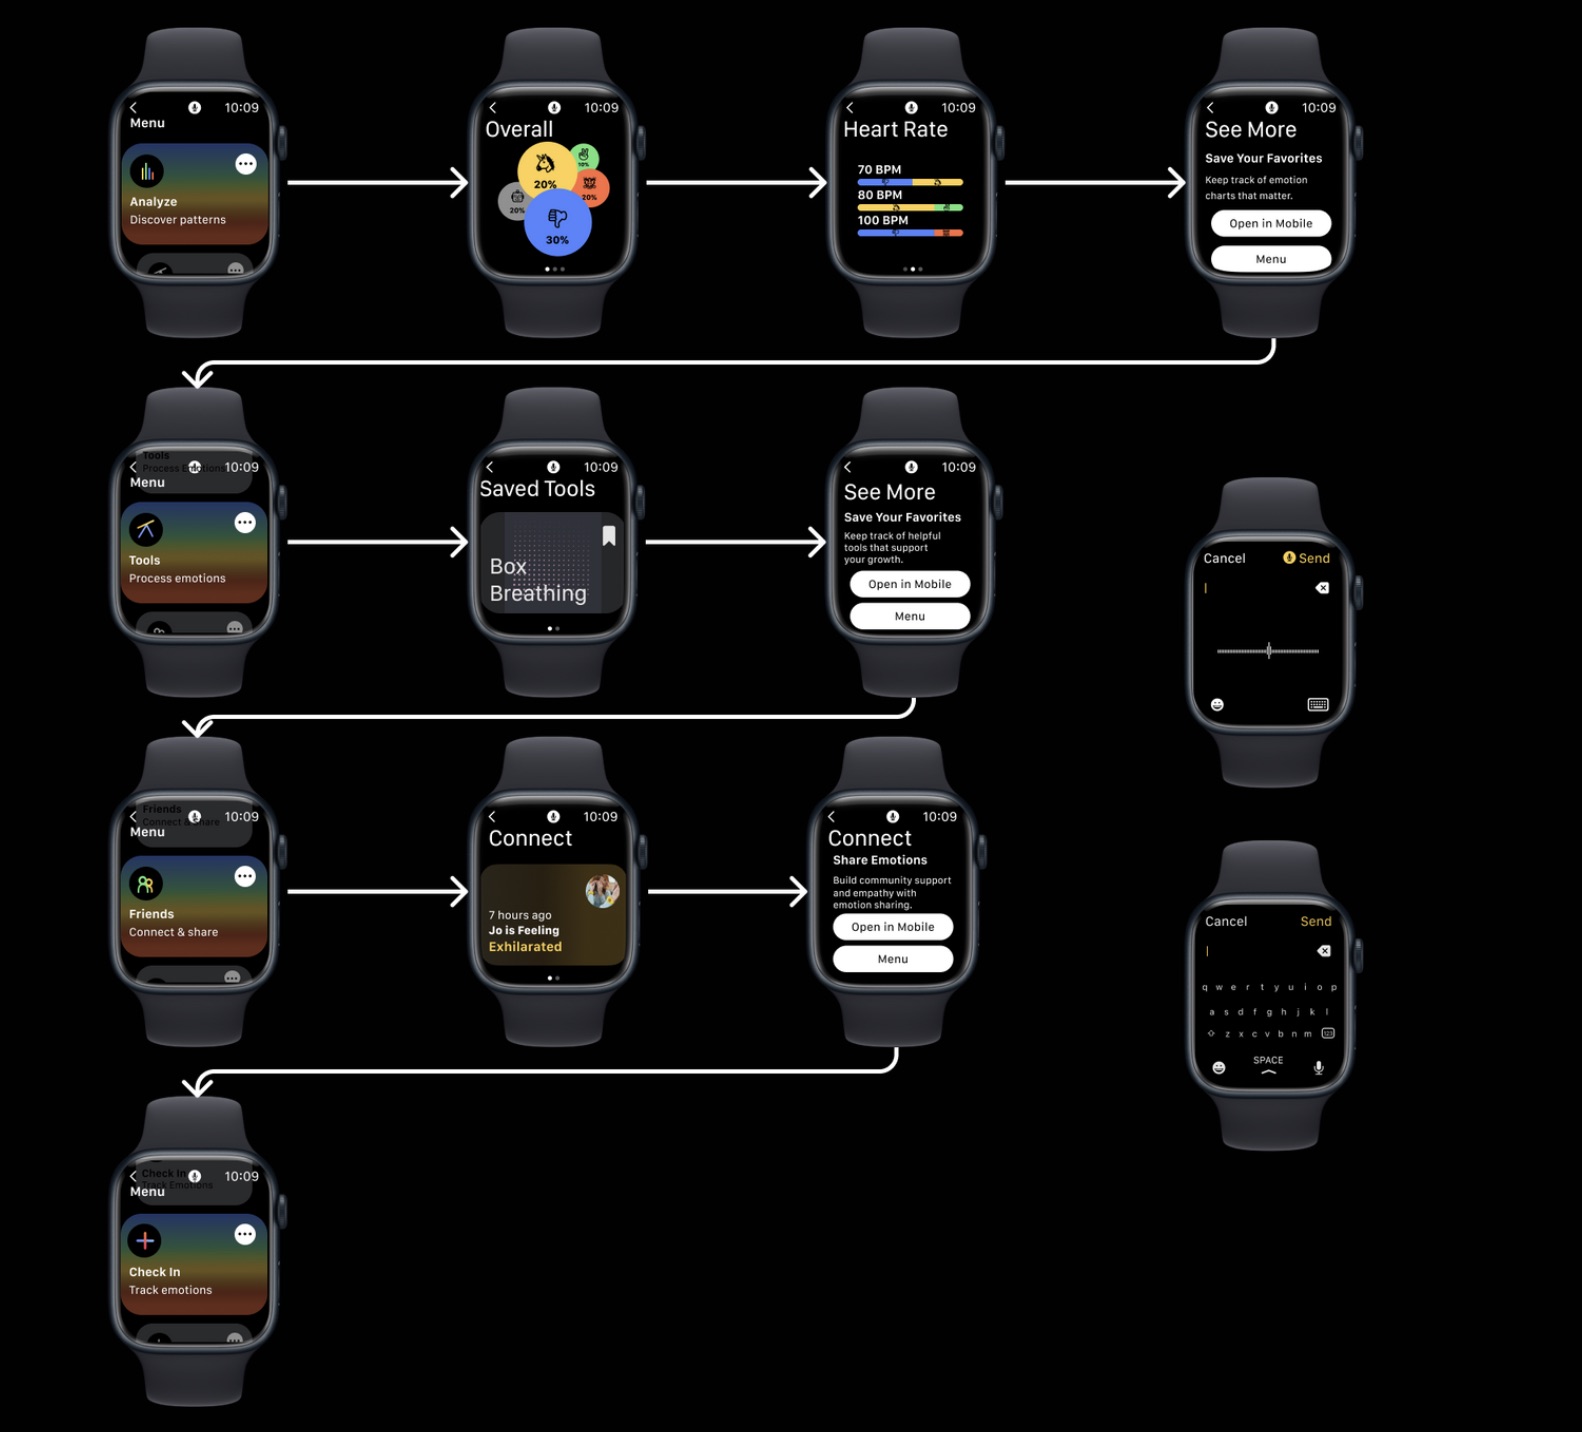 10:09
Menu
Analyze
Discover patterns
10:09
Overall
10%
20%
20%
20%
30%
10:09
Heart Rate
70 BPM
80 BPM
100 BPM
10:09
See More
Save Your Favorites
Keep track of emotion
charts that matter.
Open in Mobile
Menu
Tools
Process Emotions
10:09
Menu
Tools
Process emotions
10:09
Saved Tools
Box
Breathing
10:09
See More
Save Your Favorites
Keep track of helpful
tools that support
your growth.
Open in Mobile
Menu
Cancel
Send
Friends
Connect & Share
10:09
Menu
Friends
Connect & share
10:09
Connect
7 hours ago
Jo is Feeling
Exhilarated
10:09
Connect
Share Emotions
Build community support
and empathy with
emotion sharing.
Open in Mobile
Menu
Cancel
Send
q w e r t y u i o p
a s d f g h j k l
z x c v b n m 123
SPACE
Check In
Track Emotions
10:09
Menu
Check In
Track emotions